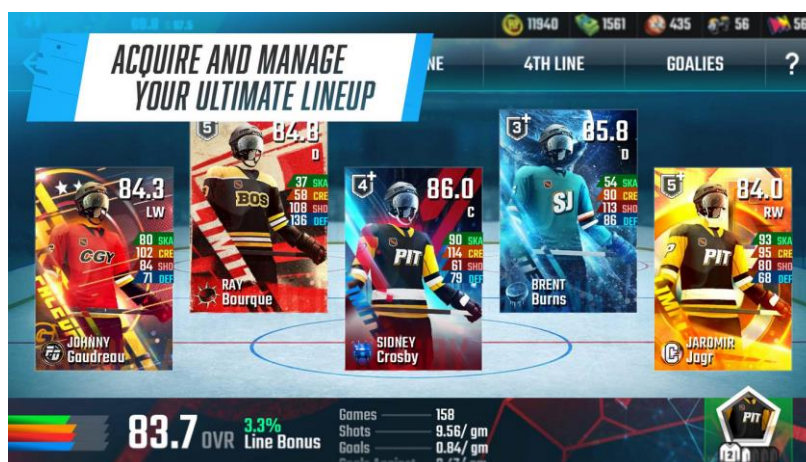 11940
1561
435
56
56
ACQUIRE AND MANAGE
YOUR ULTIMATE LINEUP
4TH LINE
GOALIES
?
84.3
LW
80 SKA
102 CRE
84 SHO
71 DEF
CGY
JOHNNY
Gaudreau
5+
84.8
D
37 SKA
58 CRE
108 SHO
136 DEF
BOS
RAY
Bourque
4+
86.0
C
90 SKA
114 CRE
61 SHO
79 DEF
PIT
SIDNEY
Crosby
3+
85.8
D
54 SKA
90 CRE
113 SHO
86 DEF
SJ
BRENT
Burns
5+
84.0
RW
93 SKA
95 CRE
80 SHO
68 DEF
PIT
JAROMIR
Jagr
83.7 OVR
3.3%
Line Bonus
Games 158
Shots 9.56/ gm
Goals 0.84/ gm
PIT